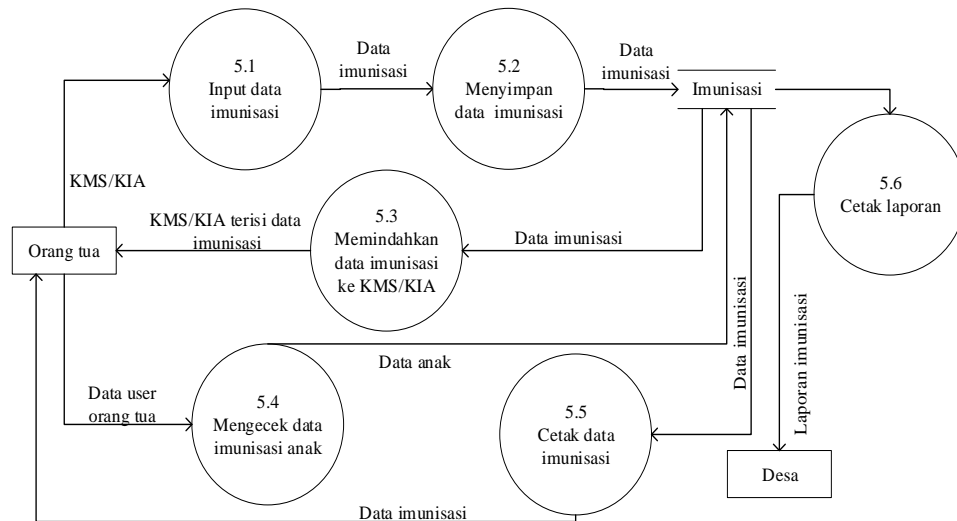 5.1
Input data
imunisasi
Data
imunisasi
5.2
Menyimpan
data imunisasi
Data
imunisasi
Imunisasi
5.6
Cetak laporan
KMS/KIA
Orang tua
KMS/KIA terisi data
imunisasi
5.3
Memindahkan
data imunisasi
ke KMS/KIA
Data imunisasi
Data anak
Data imunisasi
Laporan imunisasi
Data user
orang tua
5.4
Mengecek data
imunisasi anak
5.5
Cetak data
imunisasi
Desa
Data imunisasi